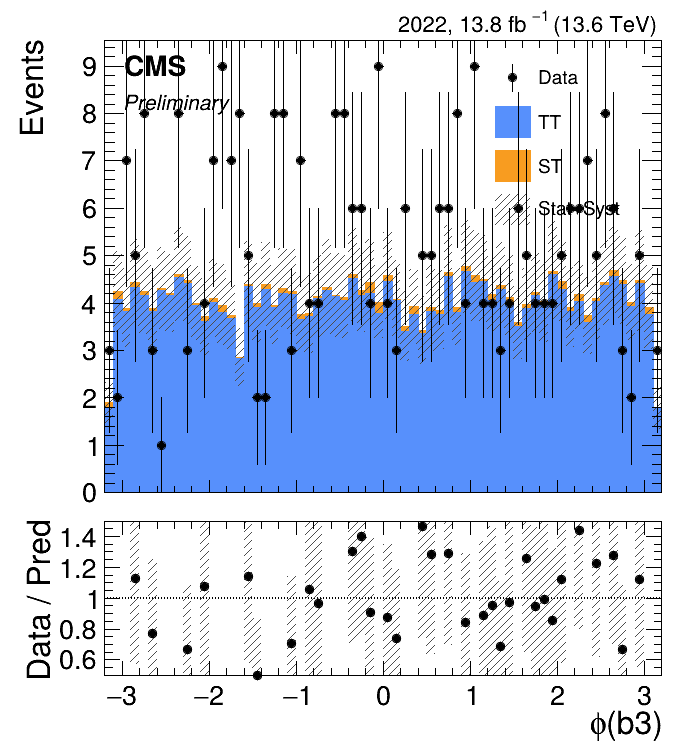 2022, 13.8 fb⁻¹ (13.6 TeV)
Events
CMS
Preliminary
Data
TT
ST
Stat+Syst
9
8
7
6
5
4
3
2
1
0
Data / Pred
1.4
1.2
1
0.8
0.6
−3 −2 −1 0 1 2 3
ϕ(b3)